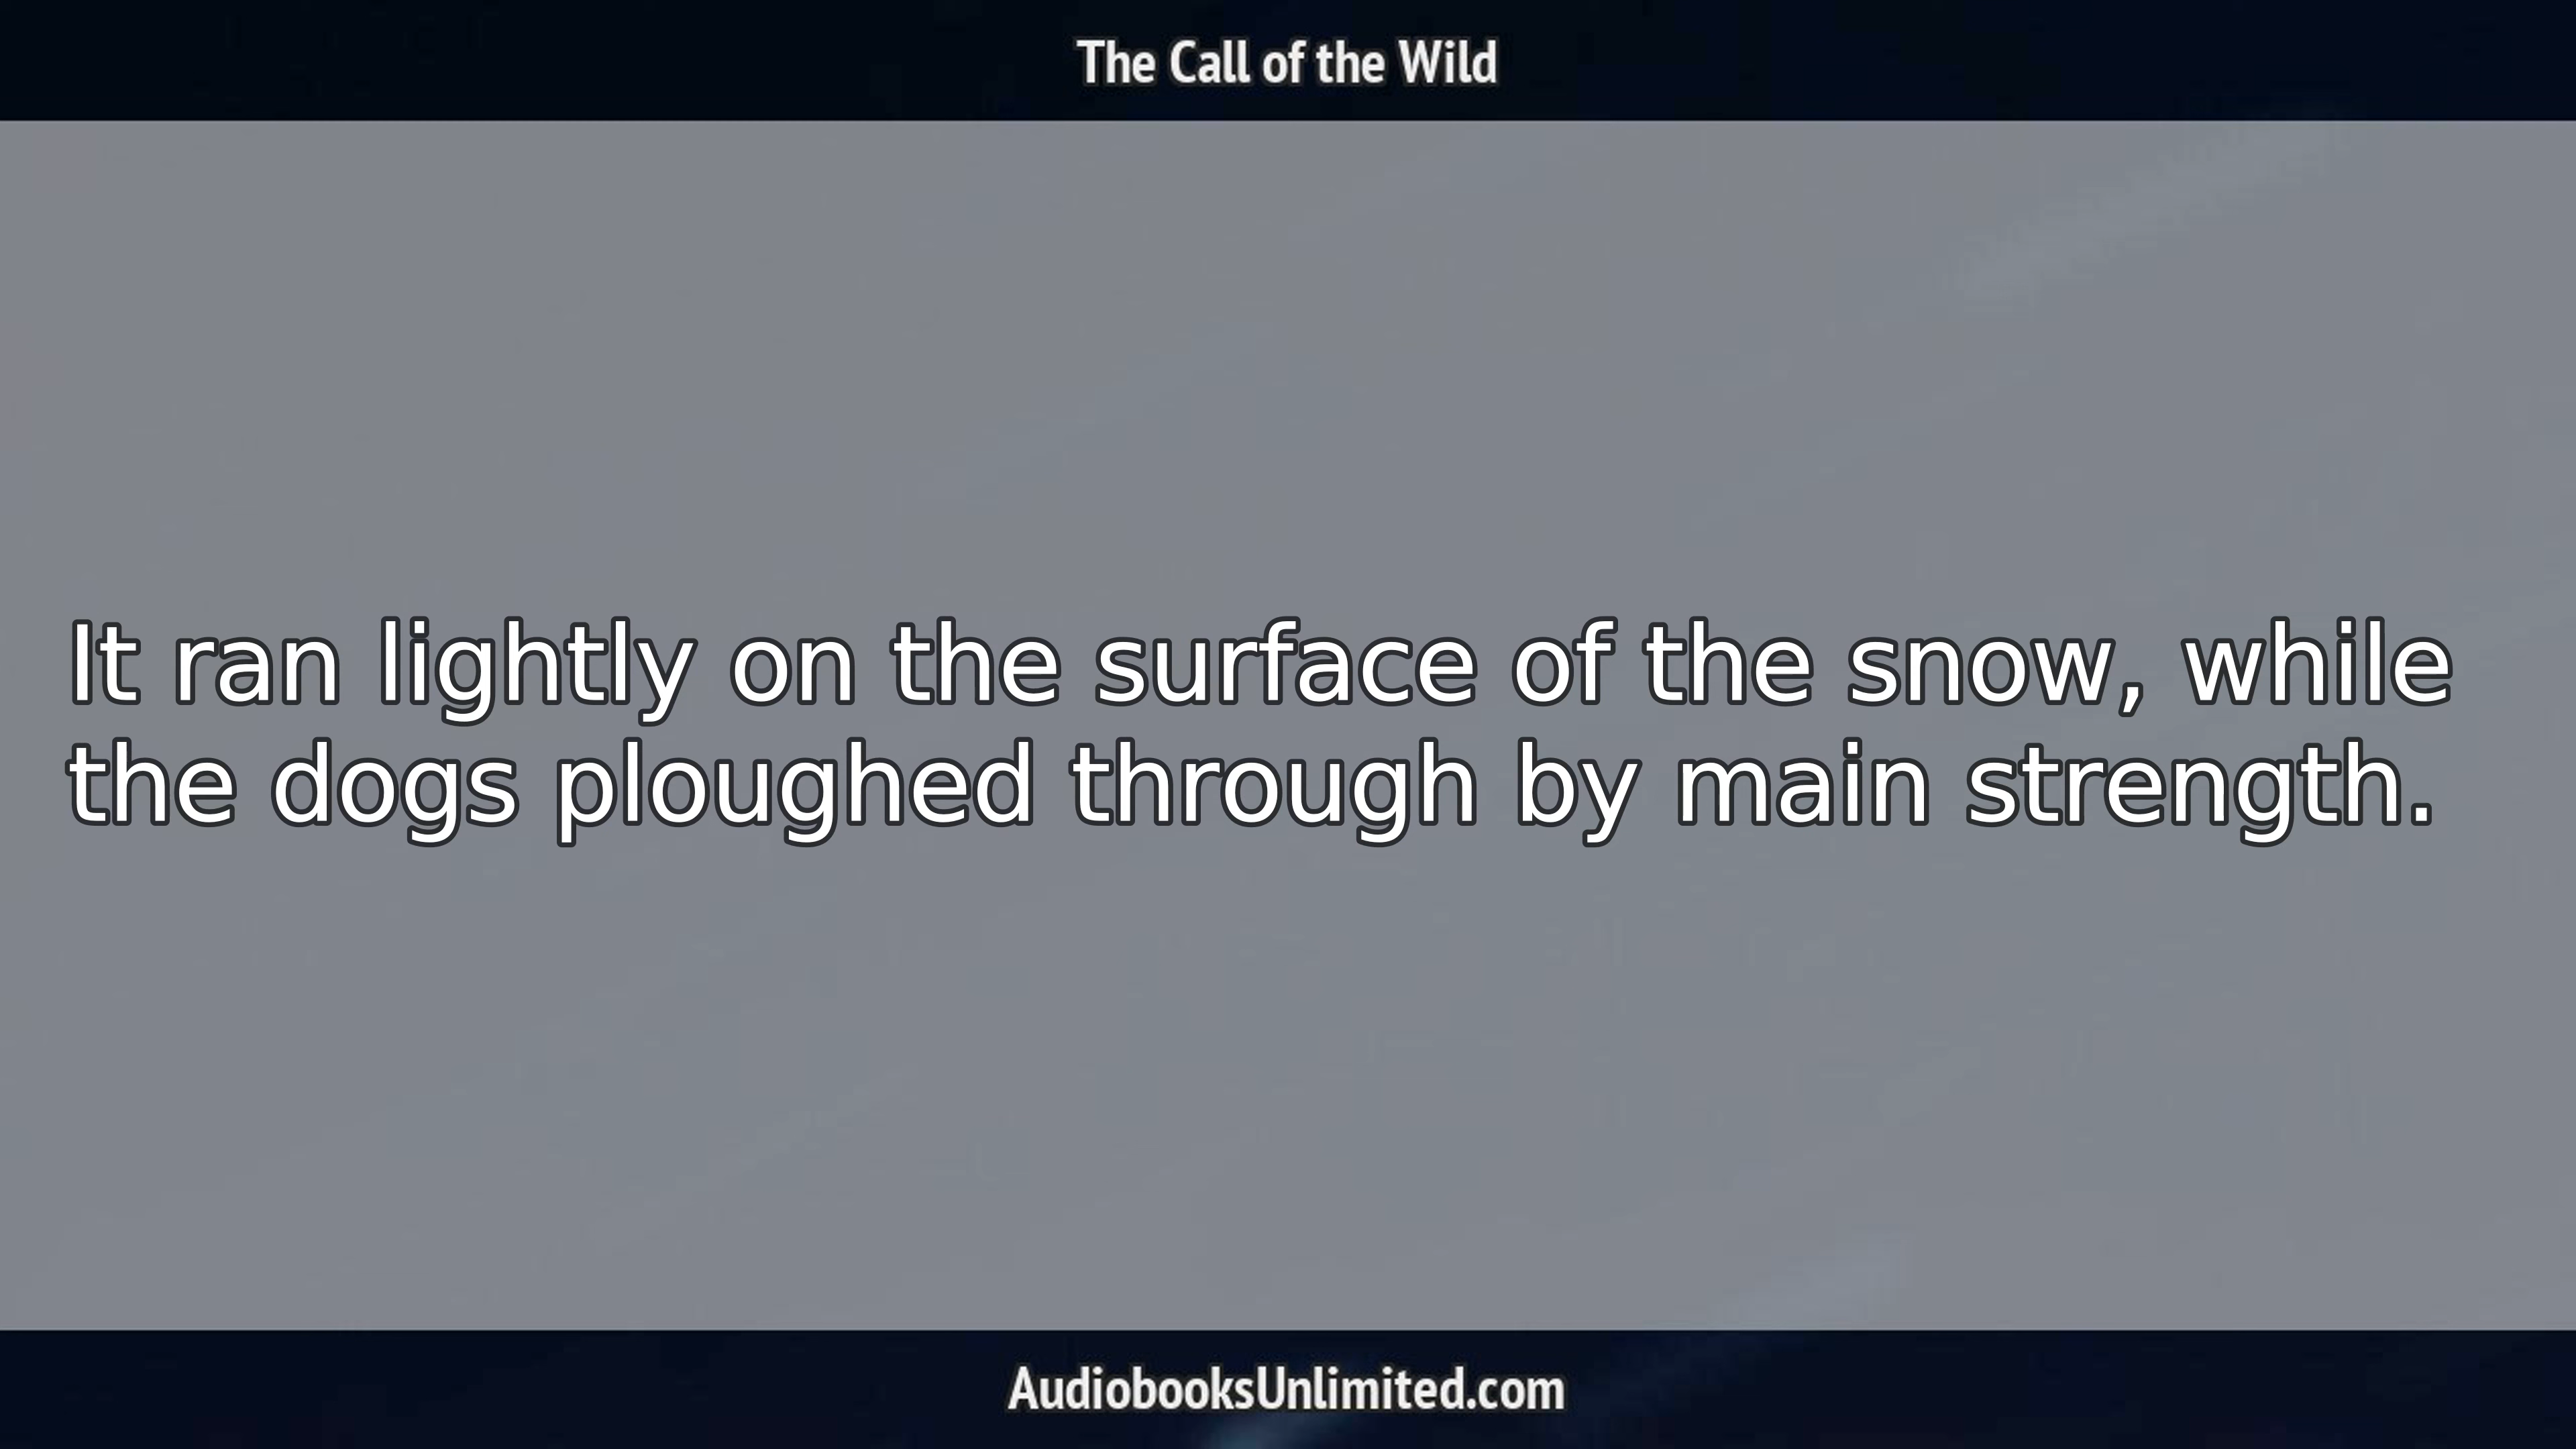 The Call of the Wild
It ran lightly on the surface of the snow, while
the dogs ploughed through by main strength.
AudiobooksUnlimited.com